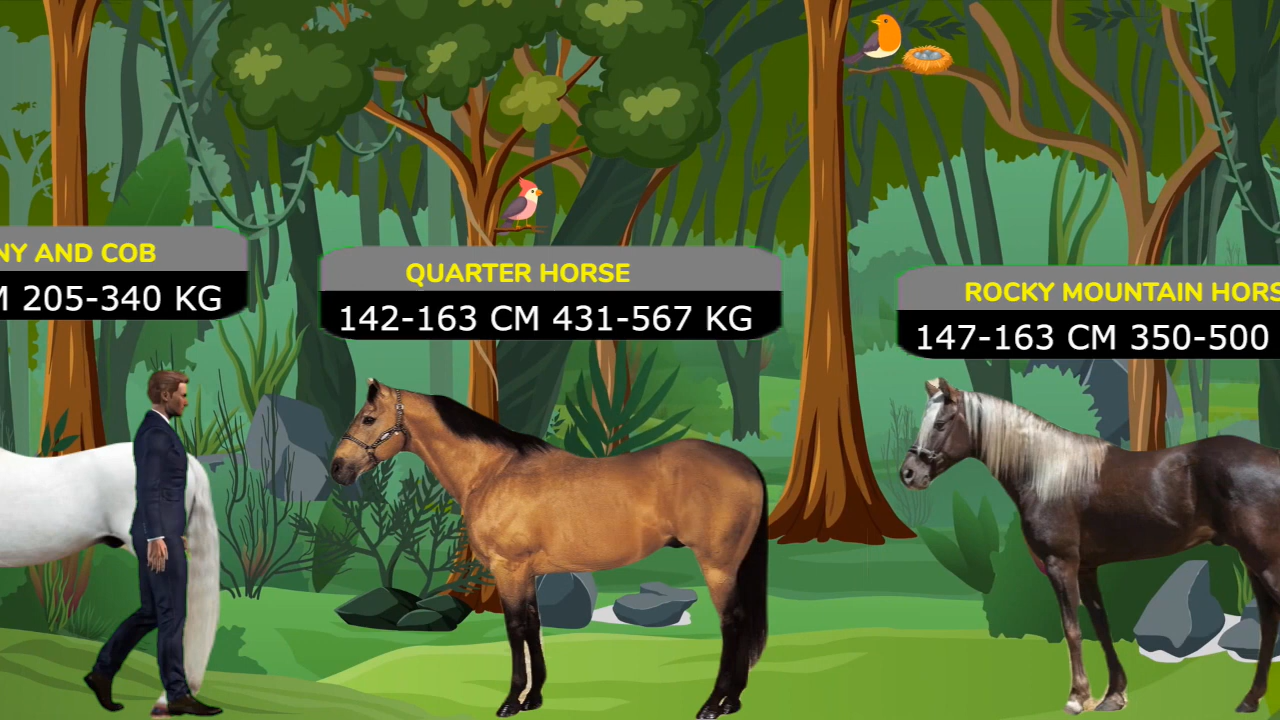 NY AND COB
M 205-340 KG
QUARTER HORSE
142-163 CM 431-567 KG
ROCKY MOUNTAIN HORS
147-163 CM 350-500